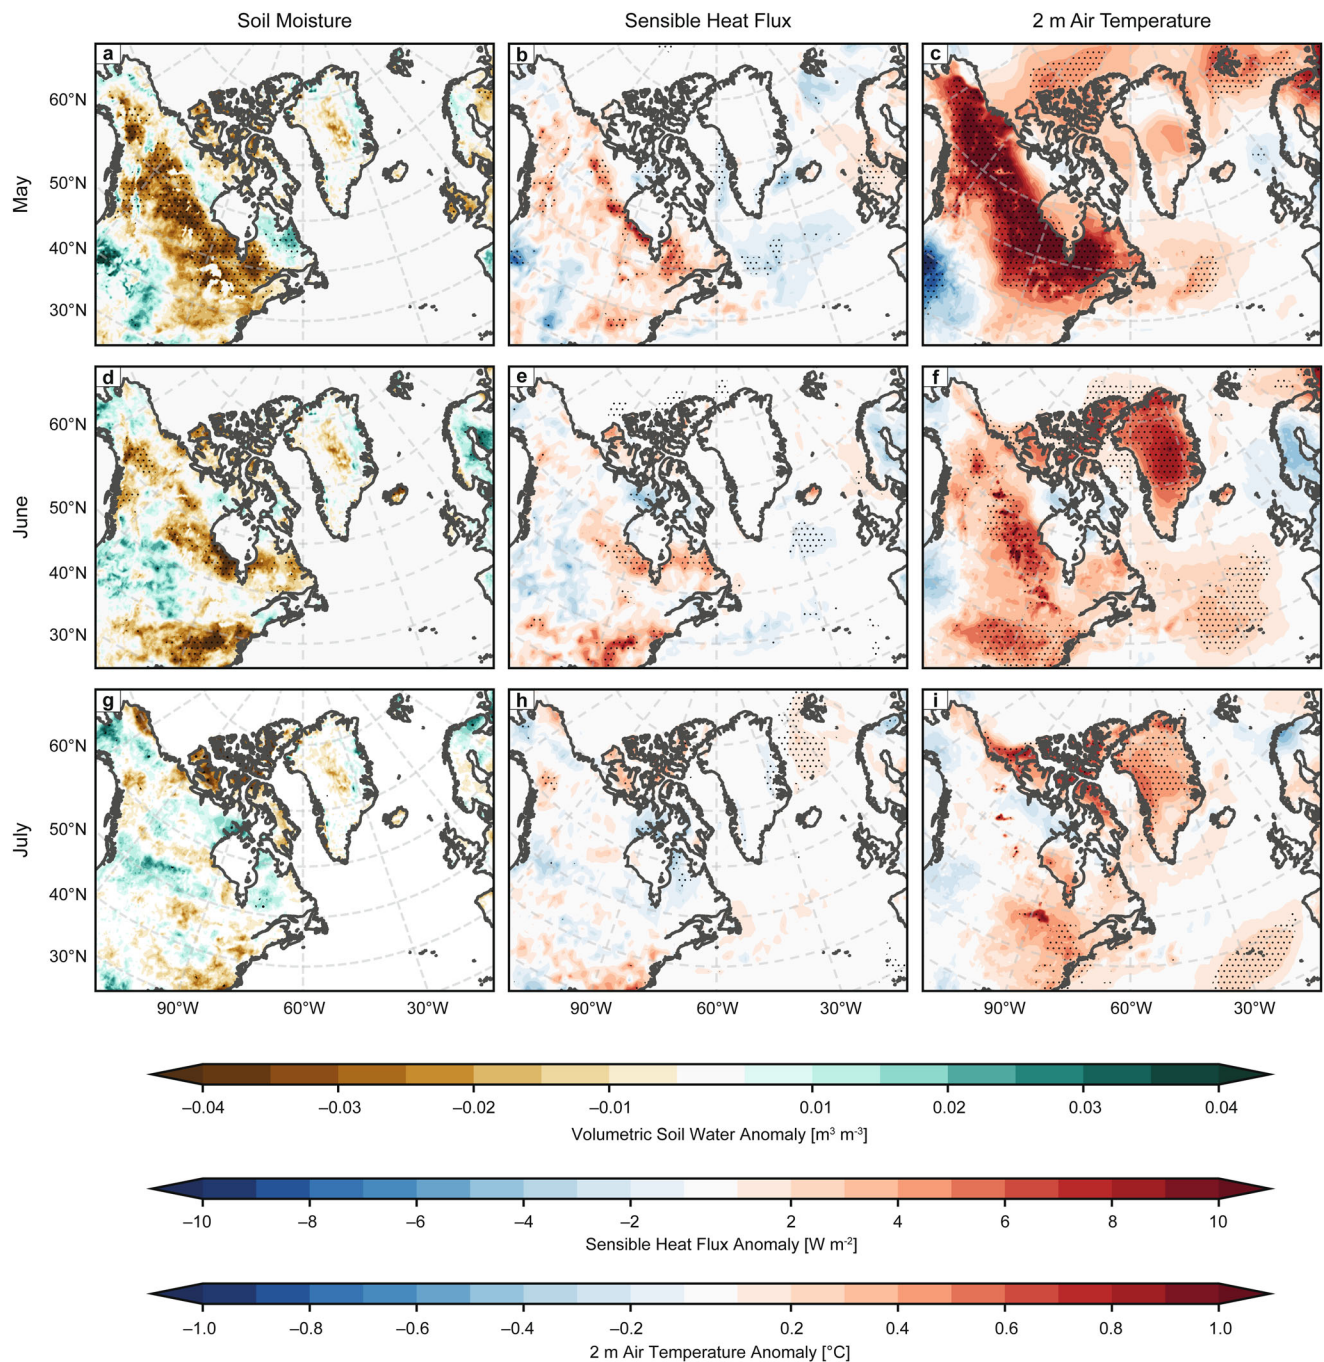 Soil Moisture Sensible Heat Flux 2 m Air Temperature
a b c
60°N
50°N
40°N
30°N
May
d e f
60°N
50°N
40°N
30°N
June
g h i
60°N
50°N
40°N
30°N
July
90°W 60°W 30°W 90°W 60°W 30°W 90°W 60°W 30°W
–0.04 –0.03 –0.02 –0.01 0.01 0.02 0.03 0.04
Volumetric Soil Water Anomaly [m³ m⁻³]
–10 –8 –6 –4 –2 2 4 6 8 10
Sensible Heat Flux Anomaly [W m⁻²]
–1.0 –0.8 –0.6 –0.4 –0.2 0.2 0.4 0.6 0.8 1.0
2 m Air Temperature Anomaly [°C]